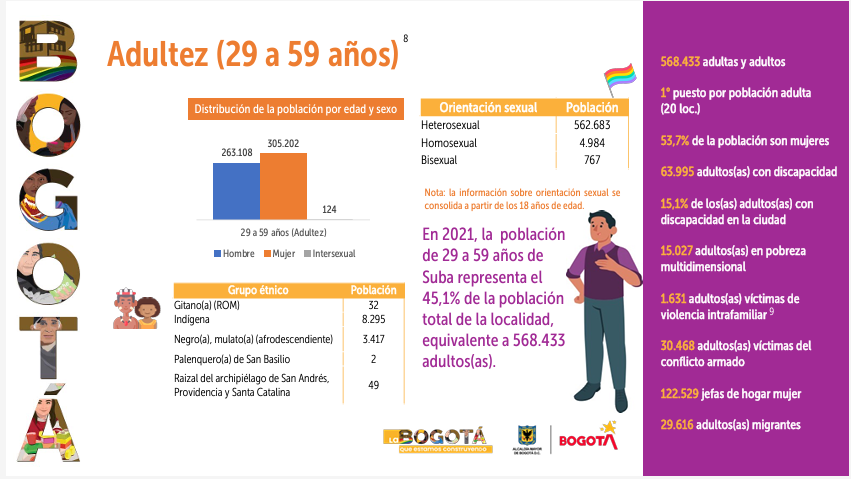 BOGOTÁ
Adultez (29 a 59 años) 8
Distribución de la población por edad y sexo
263.108
305.202
124
29 a 59 años (Adultez)
Hombre Mujer Intersexual
Grupo étnico Población
Gitano(a) (ROM) 32
Indígena 8.295
Negro(a), mulato(a) (afrodescendiente) 3.417
Palenquero(a) de San Basilio 2
Raizal del archipiélago de San Andrés,
Providencia y Santa Catalina 49
Orientación sexual Población
Heterosexual 562.683
Homosexual 4.984
Bisexual 767
Nota: la información sobre orientación sexual se
consolida a partir de los 18 años de edad.
En 2021, la población
de 29 a 59 años de
Suba representa el
45,1% de la población
total de la localidad,
equivalente a 568.433
adultos(as).
LA BOGOTÁ
que estamos construyendo
ALCALDÍA MAYOR
DE BOGOTÁ D.C.
BOGOTÁ
568.433 adultas y adultos
1° puesto por población adulta
(20 loc.)
53,7% de la población son mujeres
63.995 adultos(as) con discapacidad
15,1% de los(as) adultos(as) con
discapacidad en la ciudad
15.027 adultos(as) en pobreza
multidimensional
1.631 adultos(as) víctimas de
violencia intrafamiliar 9
30.468 adultos(as) víctimas del
conflicto armado
122.529 jefas de hogar mujer
29.616 adultos(as) migrantes